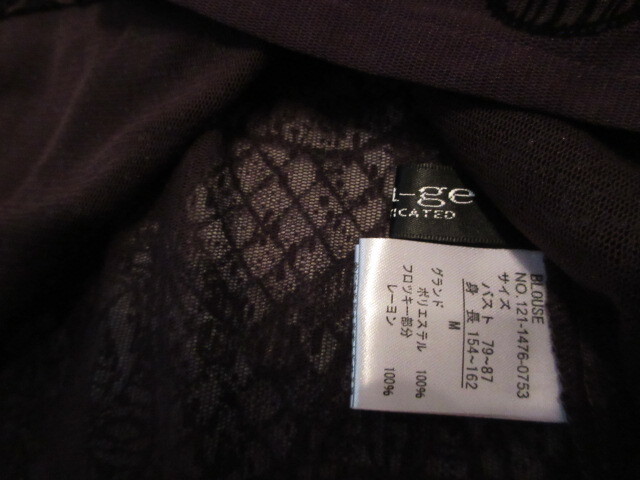 -ge
ICATED
BLOUSE
NO.121-1476-0753
サイズ
バスト 79~87
身長 154~162
M
グランド
ポリエステル 100%
フロッキー部分
レーヨン 100%